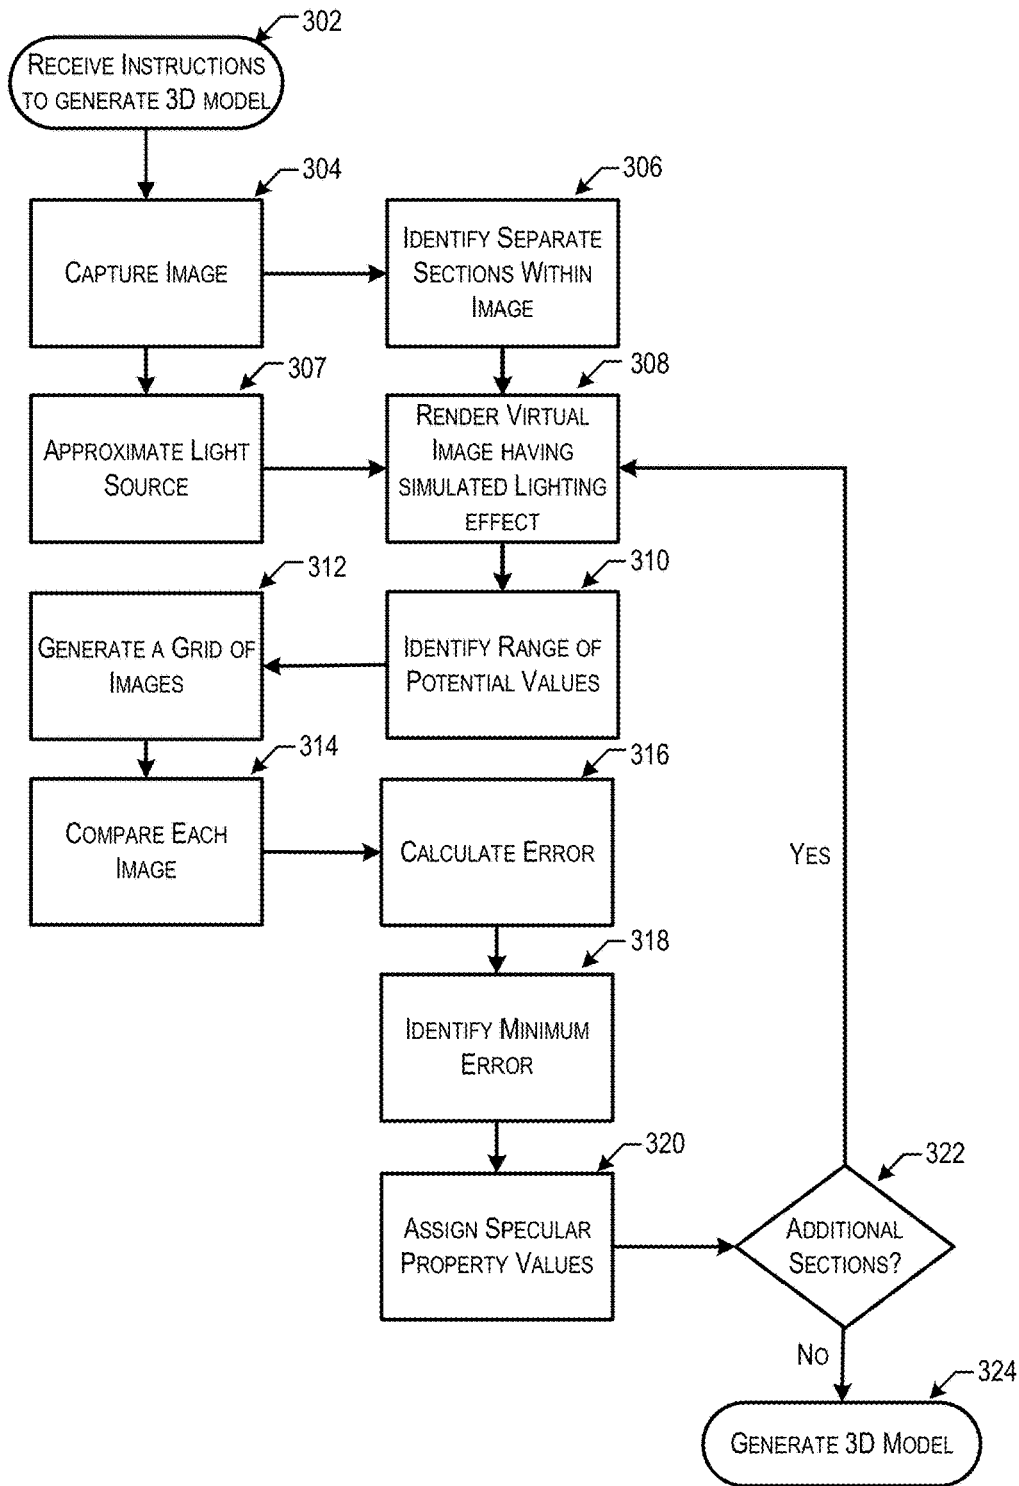 302
Receive Instructions
to generate 3D model
304
Capture Image
306
Identify Separate
Sections Within
Image
307
Approximate Light
Source
308
Render Virtual
Image having
simulated Lighting
effect
310
Identify Range of
Potential Values
312
Generate a Grid of
Images
314
Compare Each
Image
316
Calculate Error
318
Identify Minimum
Error
320
Assign Specular
Property Values
322
Additional
Sections?
Yes
No
324
Generate 3D Model